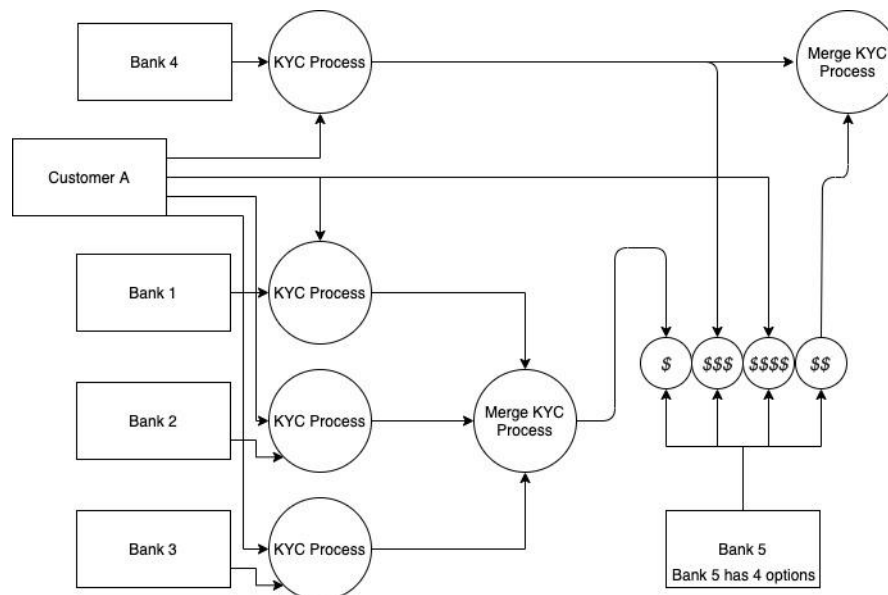 Bank 4
KYC Process
Merge KYC
Process
Customer A
Bank 1
KYC Process
$
$$$
$$$$
$$
Bank 2
KYC Process
Merge KYC
Process
Bank 3
KYC Process
Bank 5
Bank 5 has 4 options